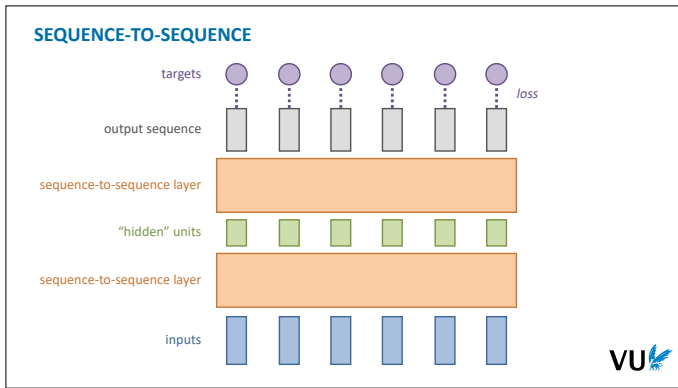 SEQUENCE-TO-SEQUENCE
targets
loss
output sequence
sequence-to-sequence layer
“hidden” units
sequence-to-sequence layer
inputs
VU